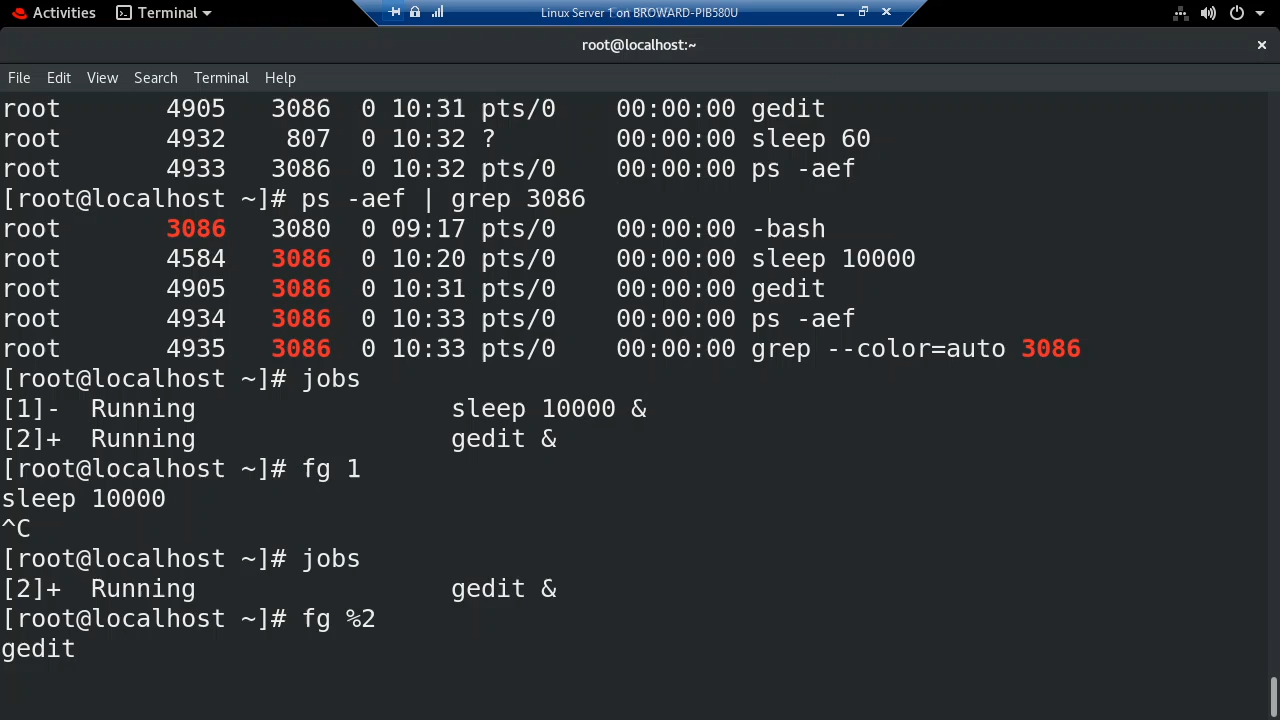 Activities Terminal Linux Server 1 on BROWARD-PIB580U
root@localhost:~
File Edit View Search Terminal Help
root 4905 3086 0 10:31 pts/0 00:00:00 gedit
root 4932 807 0 10:32 ? 00:00:00 sleep 60
root 4933 3086 0 10:32 pts/0 00:00:00 ps -aef
[root@localhost ~]# ps -aef | grep 3086
root 3086 3080 0 09:17 pts/0 00:00:00 -bash
root 4584 3086 0 10:20 pts/0 00:00:00 sleep 10000
root 4905 3086 0 10:31 pts/0 00:00:00 gedit
root 4934 3086 0 10:33 pts/0 00:00:00 ps -aef
root 4935 3086 0 10:33 pts/0 00:00:00 grep --color=auto 3086
[root@localhost ~]# jobs
[1]- Running sleep 10000 &
[2]+ Running gedit &
[root@localhost ~]# fg 1
sleep 10000
^C
[root@localhost ~]# jobs
[2]+ Running gedit &
[root@localhost ~]# fg %2
gedit